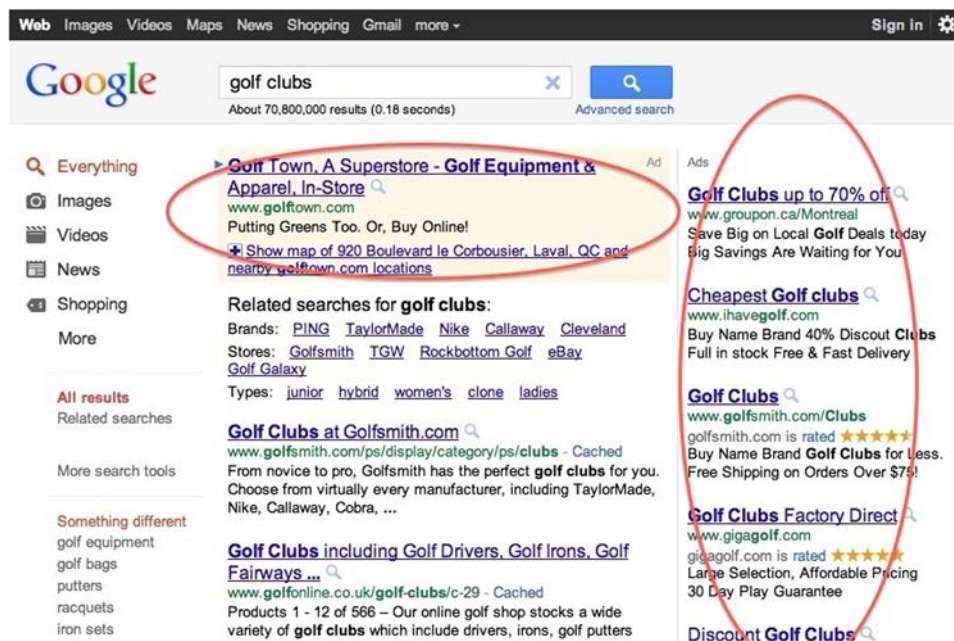 Web Images Videos Maps News Shopping Gmail more
Sign in
Google
golf clubs
About 70,800,000 results (0.18 seconds)
Advanced search
Everything
Images
Videos
News
Shopping
More
All results
Related searches
More search tools
Something different
golf equipment
golf bags
putters
racquets
iron sets
Golf Town, A Superstore - Golf Equipment &
Apparel, In-Store
Ad
www.golftown.com
Putting Greens Too. Or, Buy Online!
Show map of 920 Boulevard le Corbousier, Laval, QC and
nearby golftown.com locations
Related searches for golf clubs:
Brands: PING TaylorMade Nike Callaway Cleveland
Stores: Golfsmith TGW Rockbottom Golf eBay
Golf Galaxy
Types: junior hybrid women's clone ladies
Golf Clubs at Golfsmith.com
www.golfsmith.com/ps/display/category/ps/clubs - Cached
From novice to pro, Golfsmith has the perfect golf clubs for you.
Choose from virtually every manufacturer, including TaylorMade,
Nike, Callaway, Cobra, ...
Golf Clubs including Golf Drivers, Golf Irons, Golf
Fairways ...
www.golfonline.co.uk/golf-clubs/c-29 - Cached
Products 1 - 12 of 566 – Our online golf shop stocks a wide
variety of golf clubs which include drivers, irons, golf putters
Ads
Golf Clubs up to 70% off
www.groupon.ca/Montreal
Save Big on Local Golf Deals today
Big Savings Are Waiting for You
Cheapest Golf clubs
www.ihavegolf.com
Buy Name Brand 40% Discout Clubs
Full in stock Free & Fast Delivery
Golf Clubs
www.golfsmith.com/Clubs
golfsmith.com is rated
Buy Name Brand Golf Clubs for Less.
Free Shipping on Orders Over $75!
Golf Clubs Factory Direct
www.gigagolf.com
gigagolf.com is rated
Large Selection, Affordable Pricing
30 Day Play Guarantee
Discount Golf Clubs